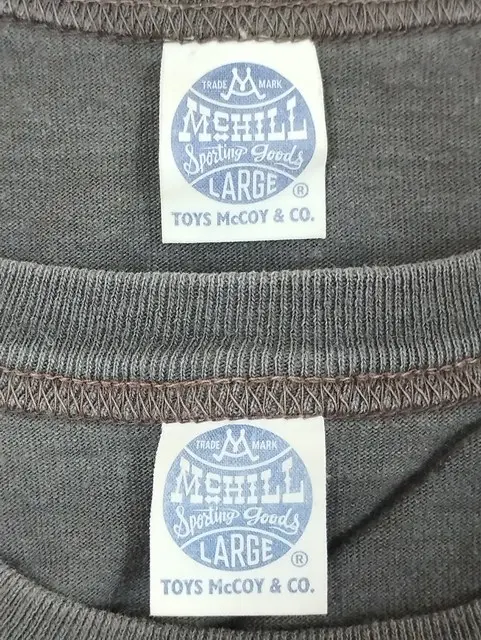 TRADE MARK
McHILL
Sporting Goods
LARGE ®
TOYS McCOY & CO.
TRADE MARK
McHILL
Sporting Goods
LARGE ®
TOYS McCOY & CO.